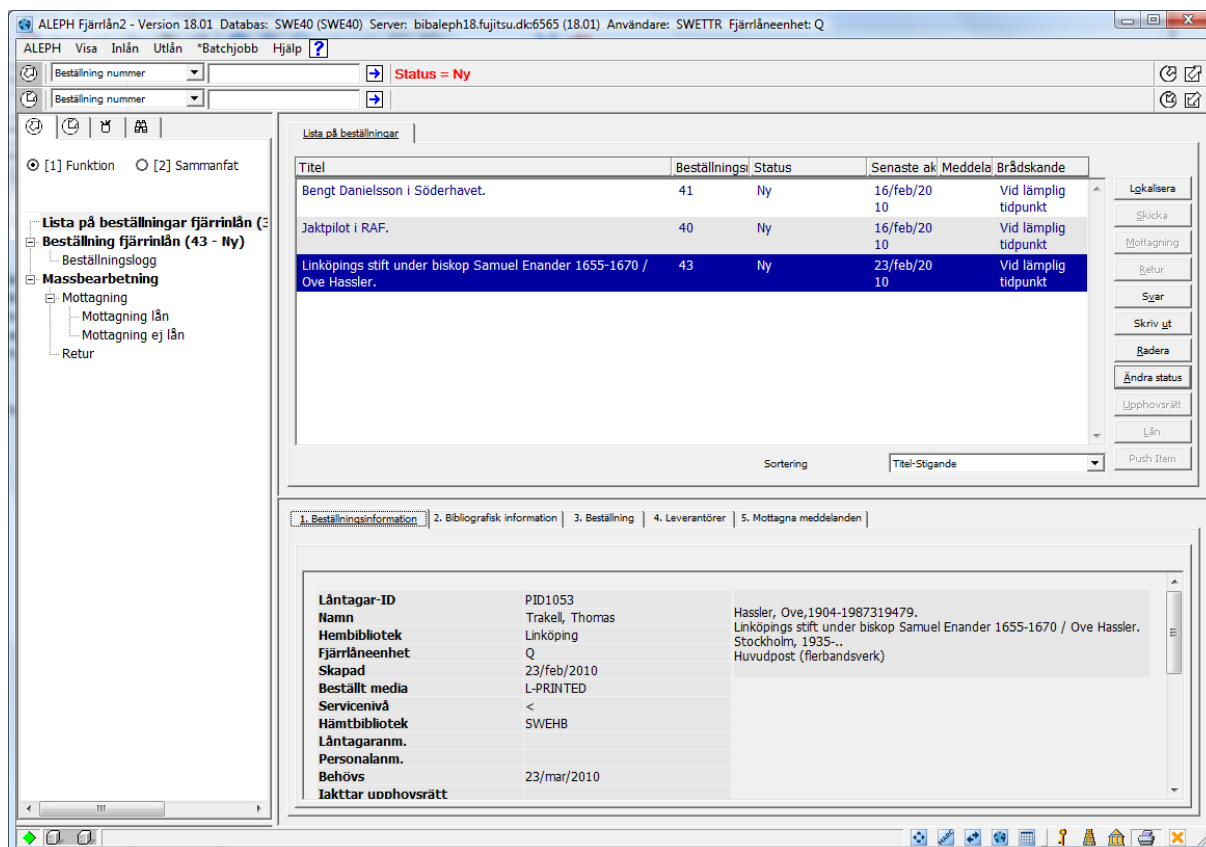 ALEPH Fjärrlån2 - Version 18.01 Databas: SWE40 (SWE40) Server: bibaleph18.fujitsu.dk:6565 (18.01) Användare: SWETTR Fjärrlåneenhet: Q
ALEPH Visa Inlån Utlån *Batchjobb Hjälp ?
Beställning nummer
Status = Ny
Beställning nummer
[1] Funktion [2] Sammanfat
Lista på beställningar fjärrinlån (3
Beställning fjärrinlån (43 - Ny)
Beställningslogg
Massbearbetning
Mottagning
Mottagning lån
Mottagning ej lån
Retur
Lista på beställningar
Titel Beställningsı Status Senaste ak Meddela Brådskande
Bengt Danielsson i Söderhavet. 41 Ny 16/feb/20 Vid lämplig
10 tidpunkt
Jaktpilot i RAF. 40 Ny 16/feb/20 Vid lämplig
10 tidpunkt
Linköpings stift under biskop Samuel Enander 1655-1670 / 43 Ny 23/feb/20 Vid lämplig
Ove Hassler. 10 tidpunkt
Lokalisera
Skicka
Mottagning
Retur
Svar
Skriv ut
Radera
Ändra status
Upphovsrätt
Lån
Push Item
Sortering Titel-Stigande
1. Beställningsinformation 2. Bibliografisk information 3. Beställning 4. Leverantörer 5. Mottagna meddelanden
Låntagar-ID PID1053
Namn Trakell, Thomas
Hembibliotek Linköping
Fjärrlåneenhet Q
Skapad 23/feb/2010
Beställt media L-PRINTED
Servicenivå <
Hämtbibliotek SWEHB
Låntagaranm.
Personalanm.
Behövs 23/mar/2010
Iakttar upphovsrätt
Hassler, Ove,1904-1987319479.
Linköpings stift under biskop Samuel Enander 1655-1670 / Ove Hassler.
Stockholm, 1935-..
Huvudpost (flerbandsverk)